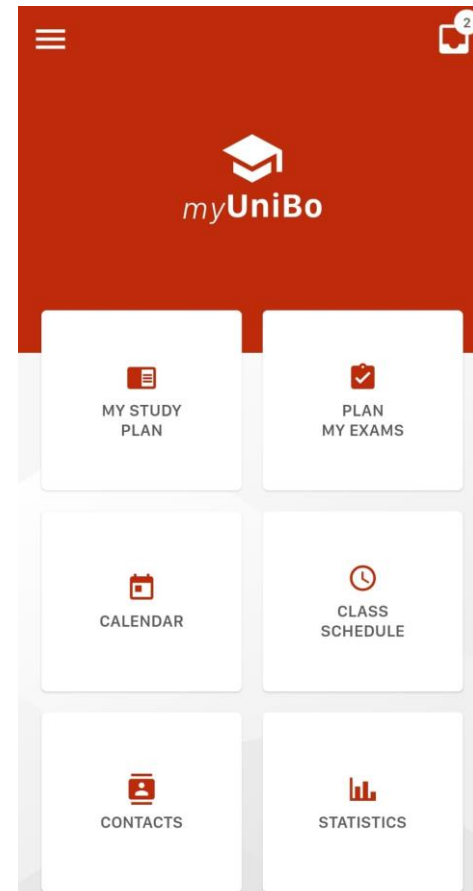 2
myUniBo
MY STUDY
PLAN
PLAN
MY EXAMS
CALENDAR
CLASS
SCHEDULE
CONTACTS
STATISTICS